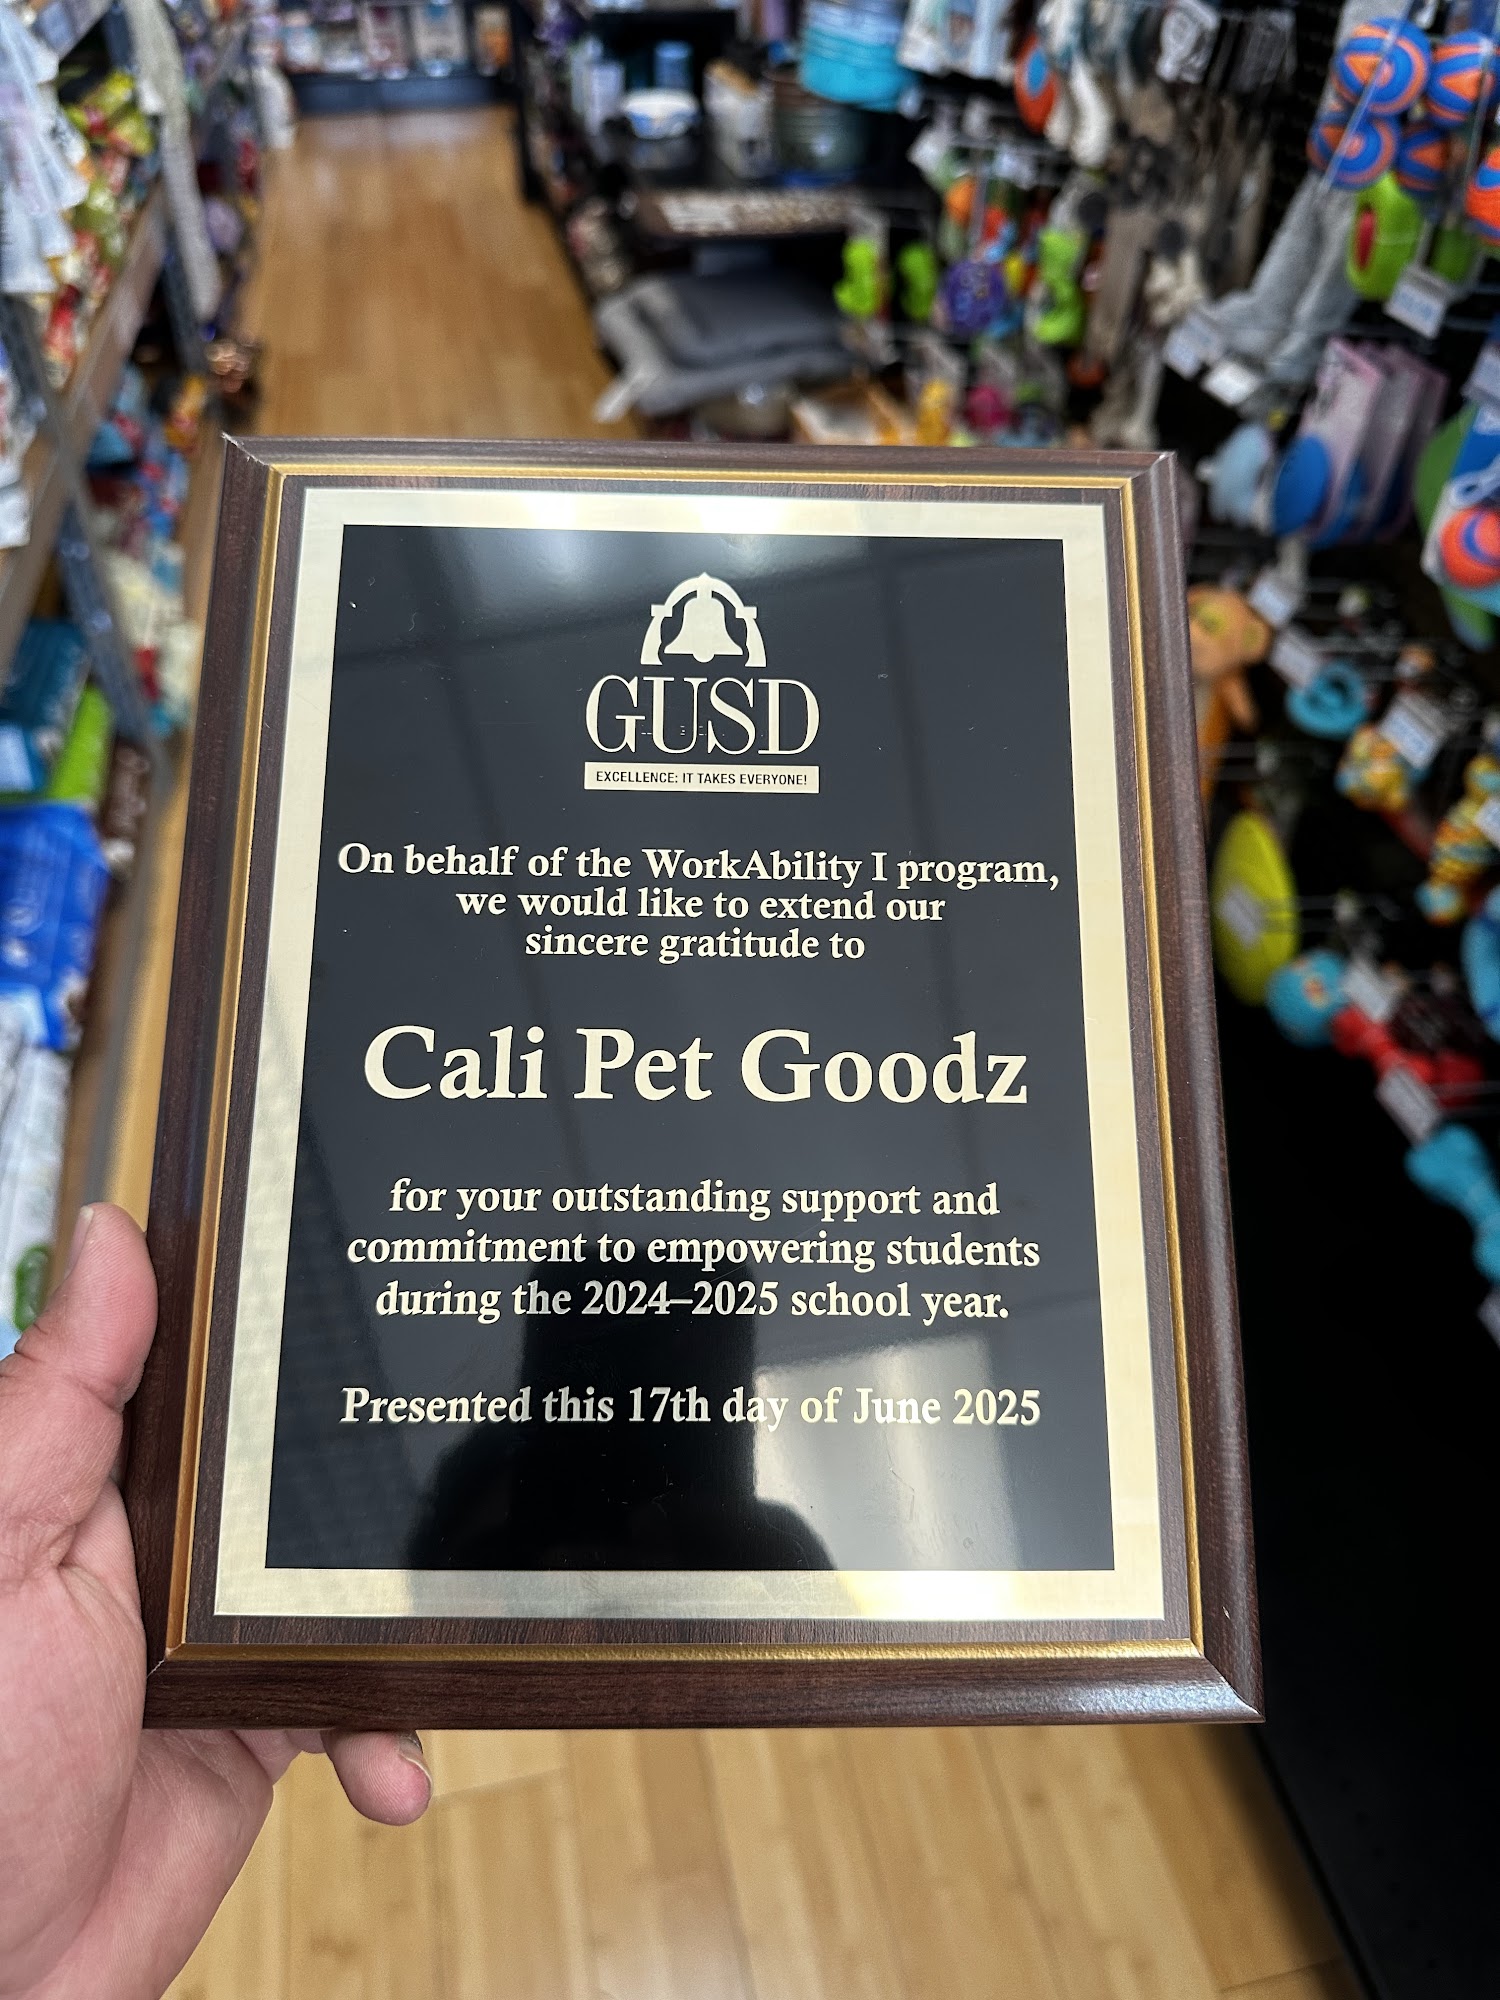 GUSD
EXCELLENCE: IT TAKES EVERYONE!
On behalf of the WorkAbility I program,
we would like to extend our
sincere gratitude to
Cali Pet Goodz
for your outstanding support and
commitment to empowering students
during the 2024–2025 school year.
Presented this 17th day of June 2025